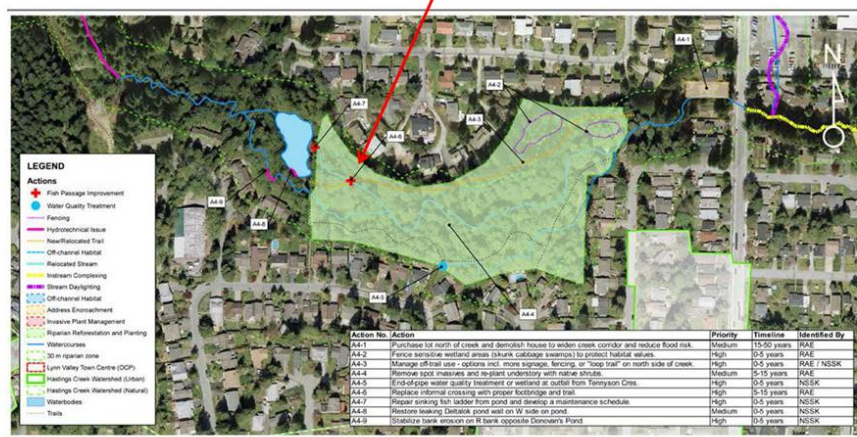 A4-1
A4-2
A4-3
A4-7
A4-6
A4-9
A4-8
A4-5
A4-4
N
LEGEND
Actions
Fish Passage Improvement
Water Quality Treatment
Fencing
Hydrotechnical Issue
New/Relocated Trail
Off-channel Habitat
Relocated Stream
Instream Complexing
Stream Daylighting
Off-channel Habitat
Address Encroachment
Invasive Plant Management
Riparian Reforestation and Planting
Watercourses
30 m riparian zone
Lynn Valley Town Centre (OCP)
Hastings Creek Watershed (Urban)
Hastings Creek Watershed (Natural)
Waterbodies
Trails
Action No. Action Priority Timeline Identified By
A4-1 Purchase lot north of creek and demolish house to widen creek corridor and reduce flood risk. Medium 15-50 years RAE
A4-2 Fence sensitive wetland areas (skunk cabbage swamps) to protect habitat values. High 0-5 years RAE
A4-3 Manage off-trail use - options incl. more signage, fencing, or "loop trail" on north side of creek. High 0-5 years RAE / NSSK
A4-4 Remove spot invasives and re-plant understory with native shrubs. Medium 5-15 years RAE
A4-5 End-of-pipe water quality treatment or wetland at outfall from Tennyson Cres. High 0-5 years NSSK
A4-6 Replace informal crossing with proper footbridge and trail. High 5-15 years RAE
A4-7 Repair sinking fish ladder from pond and develop a maintenance schedule. High 0-5 years NSSK
A4-8 Restore leaking Deltalok pond wall on W side on pond. Medium 0-5 years NSSK
A4-9 Stabilize bank erosion on R bank opposite Donovan's Pond. High 0-5 years NSSK